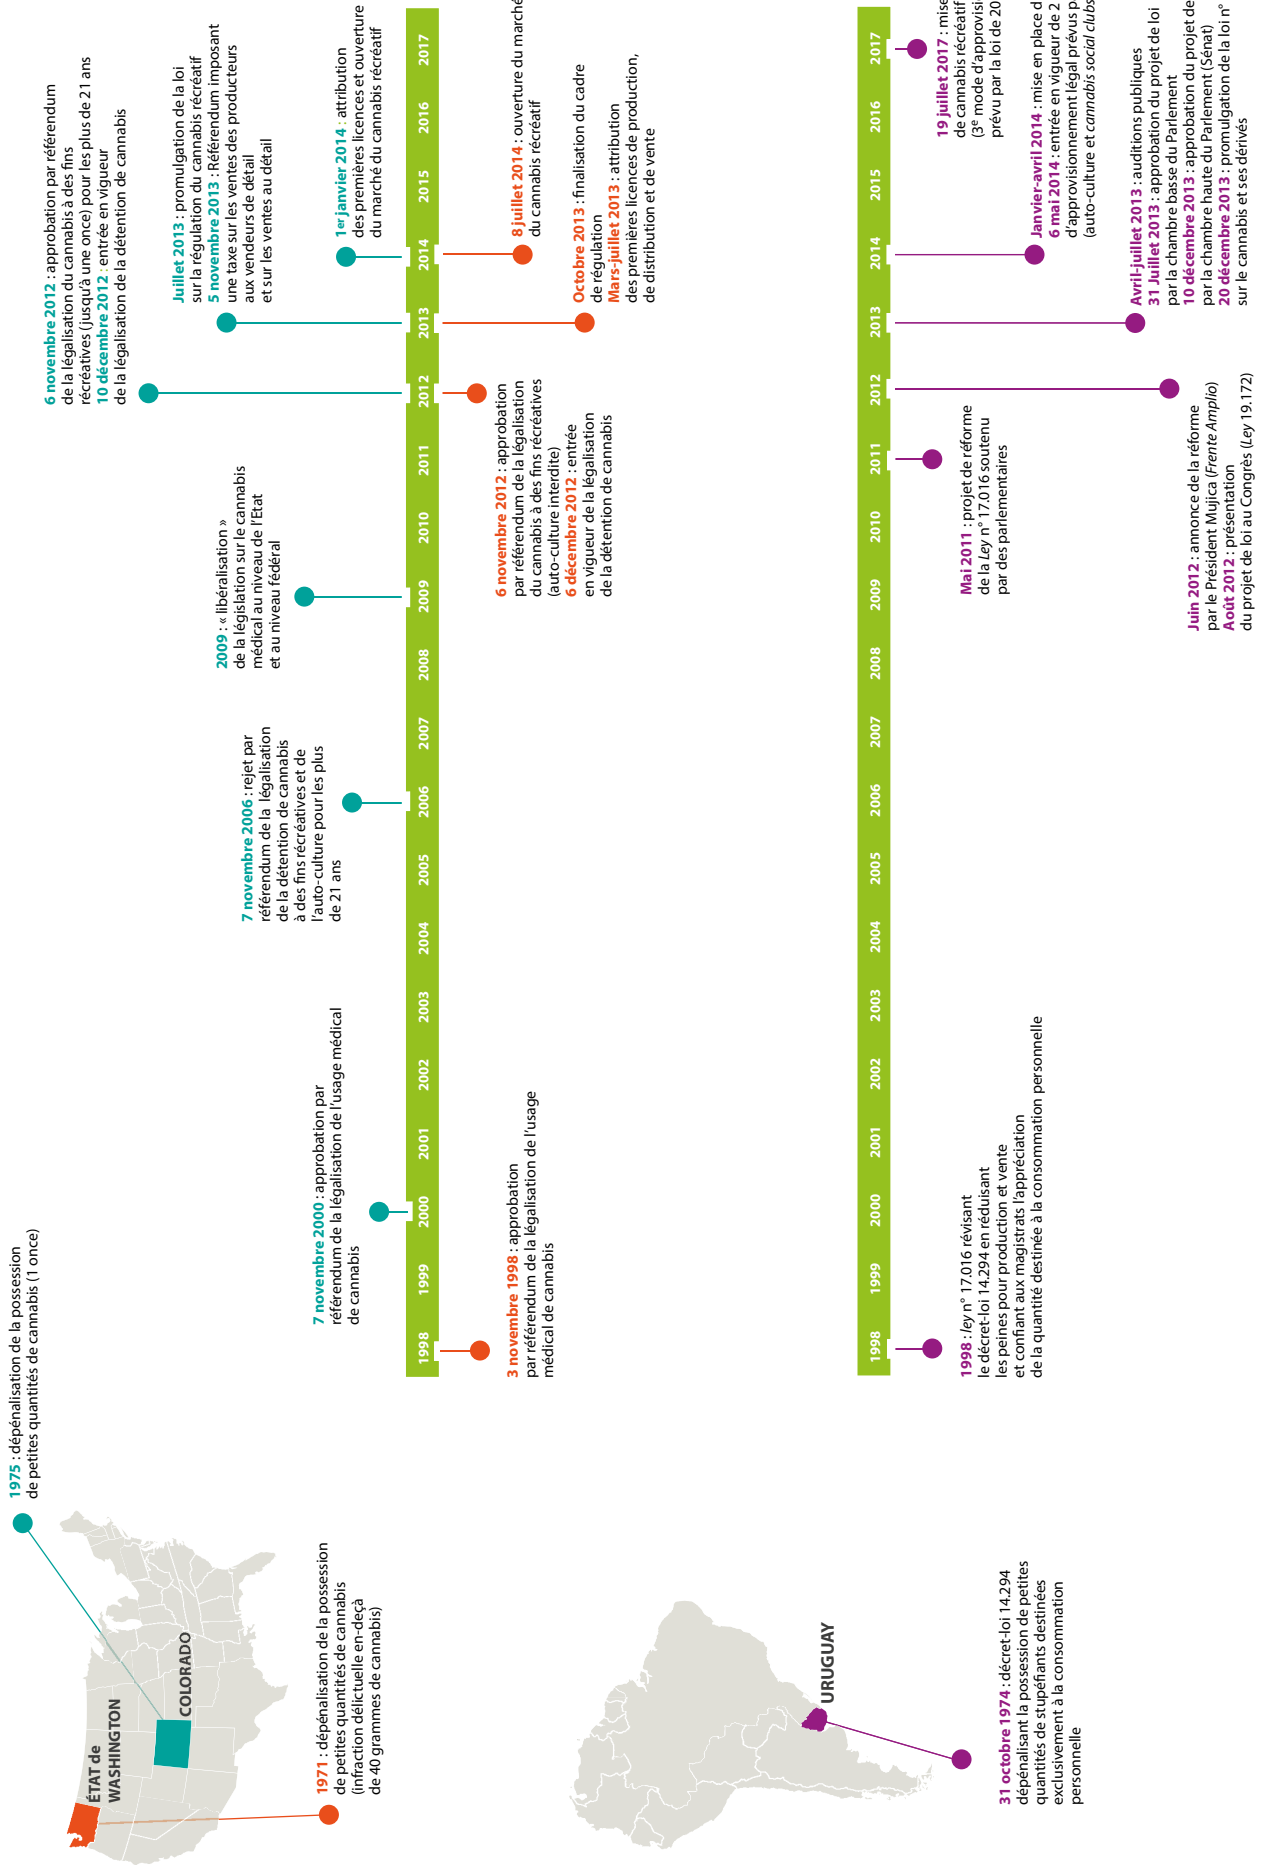 1975 : dépénalisation de la possession
de petites quantités de cannabis (1 once)
ÉTAT de
WASHINGTON
COLORADO
1971 : dépénalisation de la possession
de petites quantités de cannabis
(infraction délictuelle en-deçà
de 40 grammes de cannabis)
7 novembre 2000 : approbation par
référendum de la légalisation de l'usage médical
de cannabis
7 novembre 2006 : rejet par
référendum de la légalisation
de la détention de cannabis
à des fins récréatives et de
l'auto-culture pour les plus
de 21 ans
2009 : « libéralisation »
de la législation sur le cannabis
médical au niveau de l'Etat
et au niveau fédéral
6 novembre 2012 : approbation par référendum
de la légalisation du cannabis à des fins
récréatives (jusqu'à une once) pour les plus de 21 ans
10 décembre 2012 : entrée en vigueur
de la légalisation de la détention de cannabis
Juillet 2013 : promulgation de la loi
sur la régulation du cannabis récréatif
5 novembre 2013 : Référendum imposant
une taxe sur les ventes des producteurs
aux vendeurs de détail
et sur les ventes au détail
1er janvier 2014 : attribution
des premières licences et ouverture
du marché du cannabis récréatif
1998 1999 2000 2001 2002 2003 2004 2005 2006 2007 2008 2009 2010 2011 2012 2013 2014 2015 2016 2017
3 novembre 1998 : approbation
par référendum de la légalisation de l'usage
médical de cannabis
6 novembre 2012 : approbation
par référendum de la légalisation
du cannabis à des fins récréatives
(auto-culture interdite)
6 décembre 2012 : entrée
en vigueur de la légalisation
de la détention de cannabis
8 juillet 2014 : ouverture du marché
du cannabis récréatif
Octobre 2013 : finalisation du cadre
de régulation
Mars-juillet 2013 : attribution
des premières licences de production,
de distribution et de vente
URUGUAY
31 octobre 1974 : décret-loi 14.294
dépénalisant la possession de petites
quantités de stupéfiants destinées
exclusivement à la consommation
personnelle
1998 1999 2000 2001 2002 2003 2004 2005 2006 2007 2008 2009 2010 2011 2012 2013 2014 2015 2016 2017
1998 : ley n° 17.016 révisant
le décret-loi 14.294 en réduisant
les peines pour production et vente
et confiant aux magistrats l'appréciation
de la quantité destinée à la consommation personnelle
Mai 2011 : projet de réforme
de la Ley n° 17.016 soutenu
par des parlementaires
Juin 2012 : annonce de la réforme
par le Président Mujica (Frente Amplio)
Août 2012 : présentation
du projet de loi au Congrès (Ley 19.172)
19 juillet 2017 : mise
de cannabis récréatif
(3e mode d'approvisi
prévu par la loi de 20
Janvier-avril 2014 : mise en place d
6 mai 2014 : entrée en vigueur de 2
d'approvisionnement légal prévus p
(auto-culture et cannabis social clubs
Avril-juillet 2013 : auditions publiques
31 Juillet 2013 : approbation du projet de loi
par la chambre basse du Parlement
10 décembre 2013 : approbation du projet de
par la chambre haute du Parlement (Sénat)
20 décembre 2013 : promulgation de la loi n°
sur le cannabis et ses dérivés